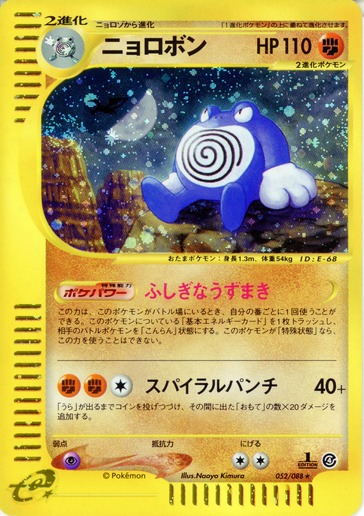 2進化
ニョロゾから進化
「1進化ポケモン」の上に重ねて進化させます。
ニョロボン
HP110
2進化ポケモン
おたまポケモン:身長1.3m、体重54kg
ID:E-68
ポケパワー
特殊能力
ふしぎなうずまき
この力は、このポケモンがバトル場にいるとき、自分の番ごとに1回使うことが
できる。このポケモンについている「基本エネルギーカード」を1枚トラッシュし、
相手のバトルポケモンを「こんらん」状態にする。このポケモンが特殊状態なら、
この力を使うことはできない。
スパイラルパンチ
40+
「うら」が出るまでコインを投げつづけ、その間に出た「おもて」の数×20ダメージを
追加する。
弱点
抵抗力
にげる
1
EDITION
©Pokémon
Illus.Naoyo Kimura
052/088★
e